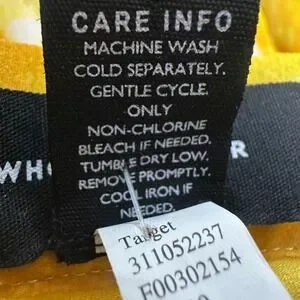 CARE INFO
MACHINE WASH
COLD SEPARATELY.
GENTLE CYCLE.
ONLY
NON-CHLORINE
BLEACH IF NEEDED.
TUMBLE DRY LOW.
REMOVE PROMPTLY.
COOL IRON IF
NEEDED.
WHO
R
Target
311052237
F00302154